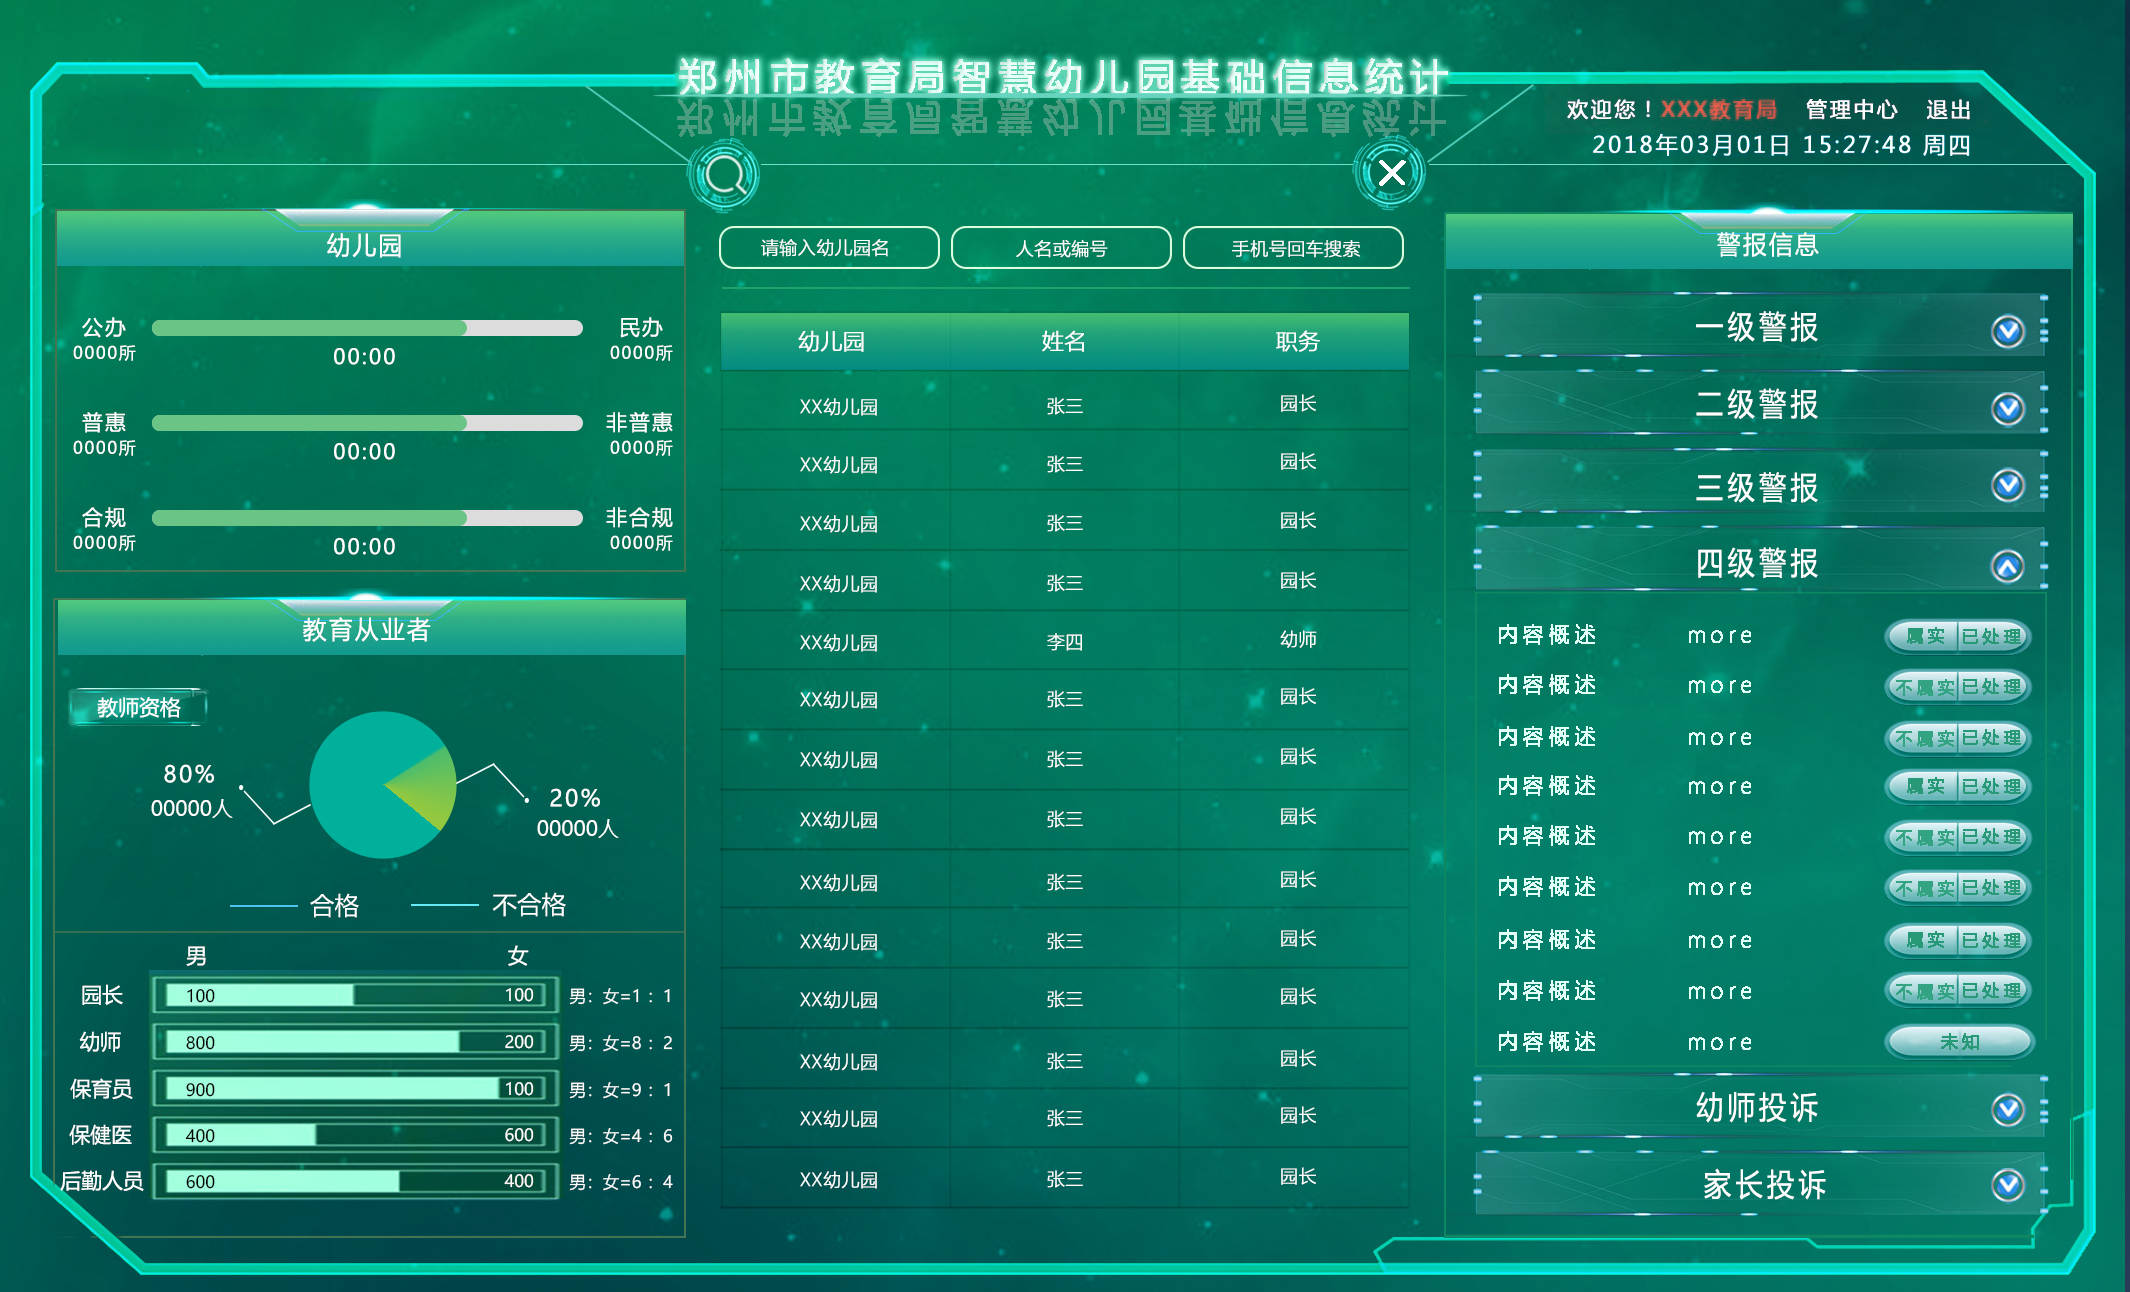 郑州市教育局智慧幼儿园基础信息统计
欢迎您！XXX教育局 管理中心 退出
2018年03月01日 15:27:48 周四
幼儿园
公办 民办
0000所 00:00 0000所
普惠 非普惠
0000所 00:00 0000所
合规 非合规
0000所 00:00 0000所
教育从业者
教师资格
80%
00000人
20%
00000人
合格 不合格
男 女
园长 100 100 男：女=1：1
幼师 800 200 男：女=8：2
保育员 900 100 男：女=9：1
保健医 400 600 男：女=4：6
后勤人员 600 400 男：女=6：4
请输入幼儿园名 人名或编号 手机号回车搜索
幼儿园 姓名 职务
XX幼儿园 张三 园长
XX幼儿园 张三 园长
XX幼儿园 张三 园长
XX幼儿园 张三 园长
XX幼儿园 李四 幼师
XX幼儿园 张三 园长
XX幼儿园 张三 园长
XX幼儿园 张三 园长
XX幼儿园 张三 园长
XX幼儿园 张三 园长
XX幼儿园 张三 园长
XX幼儿园 张三 园长
XX幼儿园 张三 园长
XX幼儿园 张三 园长
警报信息
一级警报
二级警报
三级警报
四级警报
内容概述 more 属实 已处理
内容概述 more 不属实 已处理
内容概述 more 不属实 已处理
内容概述 more 属实 已处理
内容概述 more 不属实 已处理
内容概述 more 不属实 已处理
内容概述 more 属实 已处理
内容概述 more 不属实 已处理
内容概述 more 未知
幼师投诉
家长投诉